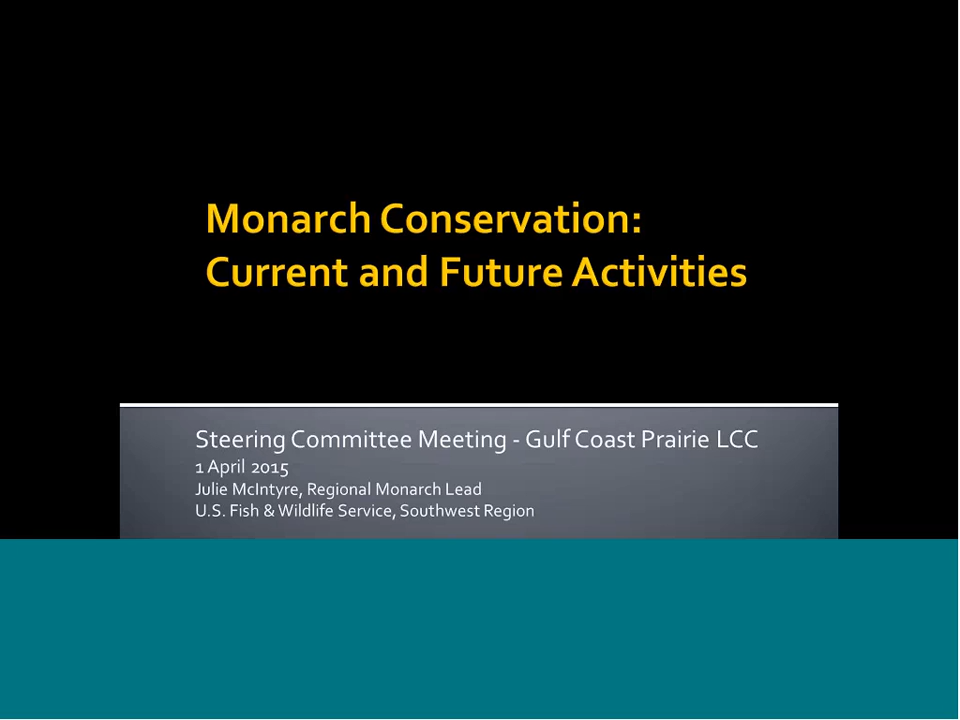 Monarch Conservation:
Current and Future Activities
Steering Committee Meeting - Gulf Coast Prairie LCC
1 April 2015
Julie McIntyre, Regional Monarch Lead
U.S. Fish & Wildlife Service, Southwest Region